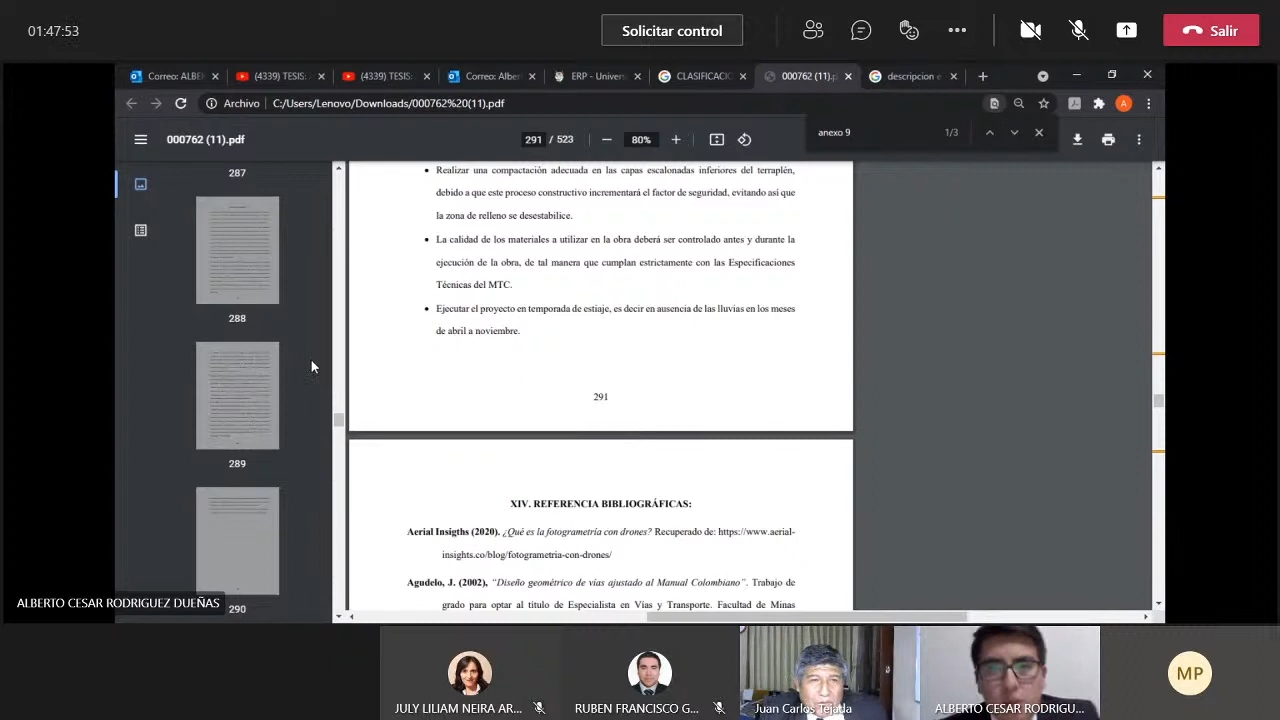 01:47:53
Solicitar control
Salir
Correo: ALBE
(4339) TESIS:
(4339) TESIS:
Correo: Alber
ERP - Univers
CLASIFICACIO
000762 (11).p
descripcion e
Archivo
C:/Users/Lenovo/Downloads/000762%20(11).pdf
A
000762 (11).pdf
291 / 523
80%
anexo 9
1/3
287
288
289
290
Realizar una compactación adecuada en las capas escalonadas inferiores del terraplén,
debido a que este proceso constructivo incrementará el factor de seguridad, evitando así que
la zona de relleno se desestabilice.
La calidad de los materiales a utilizar en la obra deberá ser controlado antes y durante la
ejecución de la obra, de tal manera que cumplan estrictamente con las Especificaciones
Técnicas del MTC.
Ejecutar el proyecto en temporada de estiaje, es decir en ausencia de las lluvias en los meses
de abril a noviembre.
291
XIV. REFERENCIA BIBLIOGRÁFICAS:
Aerial Insigths (2020). ¿Qué es la fotogrametría con drones? Recuperado de: https://www.aerial-
insights.co/blog/fotogrametria-con-drones/
Agudelo, J. (2002), “Diseño geométrico de vías ajustado al Manual Colombiano”. Trabajo de
grado para optar al título de Especialista en Vías y Transporte. Facultad de Minas
ALBERTO CESAR RODRIGUEZ DUEÑAS
JULY LILIAM NEIRA AR...
RUBEN FRANCISCO G...
Juan Carlos Tejada
ALBERTO CESAR RODRIGU...
MP